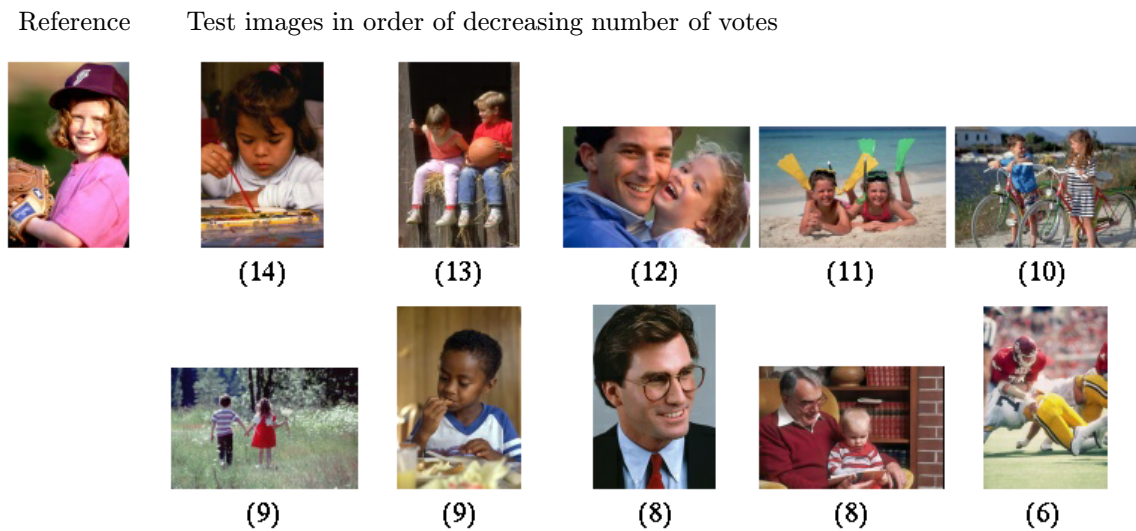 Reference Test images in order of decreasing number of votes
(14) (13) (12) (11) (10)
(9) (9) (8) (8) (6)